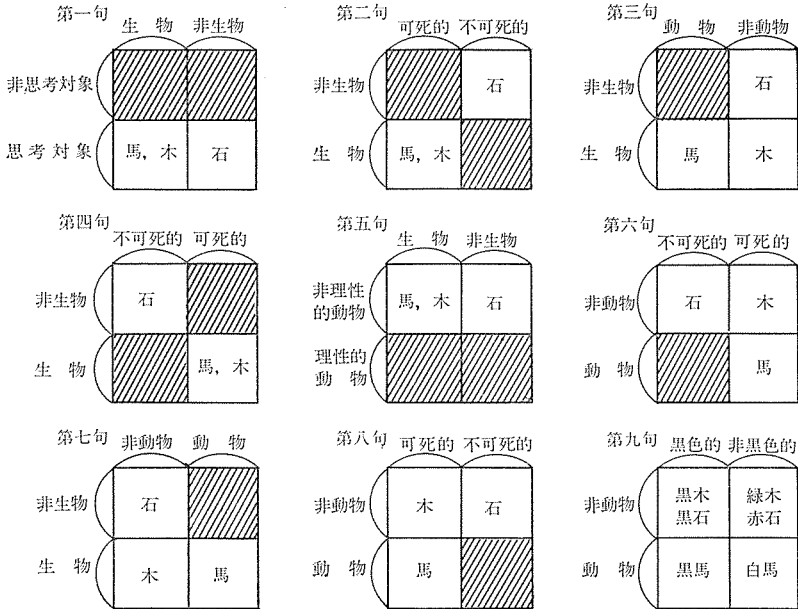 第一句
生物 非生物
非思考対象
思考対象 馬，木 石
第二句
可死的 不可死的
非生物 石
生物 馬，木
第三句
動物 非動物
非生物 石
生物 馬 木
第四句
不可死的 可死的
非生物 石
生物 馬，木
第五句
生物 非生物
非理性
的動物 馬，木 石
理性的
動物
第六句
不可死的 可死的
非動物 石 木
動物 馬
第七句
非動物 動物
非生物 石
生物 木 馬
第八句
可死的 不可死的
非動物 木 石
動物 馬
第九句
黒色的 非黒色的
非動物 黒木 緑木
黒石 赤石
動物 黒馬 白馬